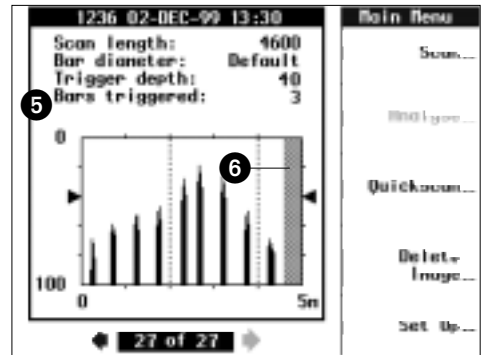 1236 02-DEC-99 13:30
Scan length: 4600
Bar diameter: Default
Trigger depth: 40
Bars triggered: 3
5
0
6
100
0 5m
27 of 27
Main Menu
Scan...
Analyse...
Quickscan...
Delete
Image...
Set Up...